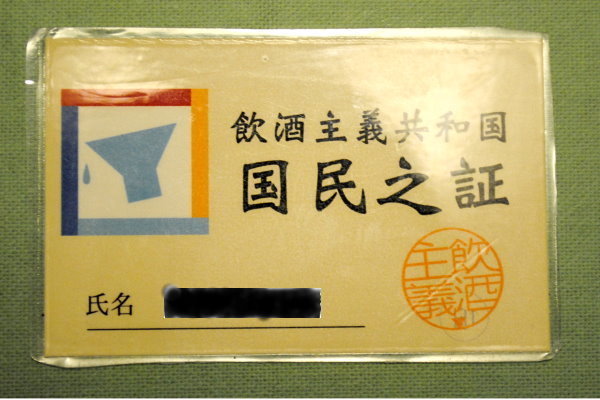 飲酒主義共和国
国民之証
氏名
飲酒
主義